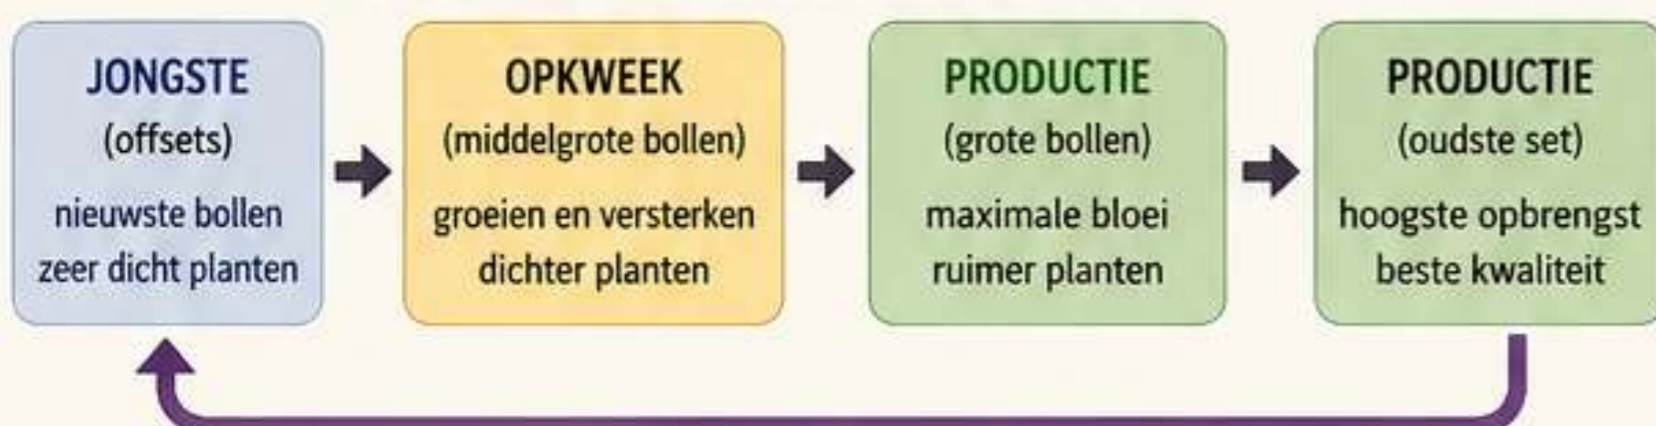 JONGSTE
(offsets)
nieuwste bollen
zeer dicht planten
OPKWEEK
(middelgrote bollen)
groeien en versterken
dichter planten
PRODUCTIE
(grote bollen)
maximale bloei
ruimer planten
PRODUCTIE
(oudste set)
hoogste opbrengst
beste kwaliteit